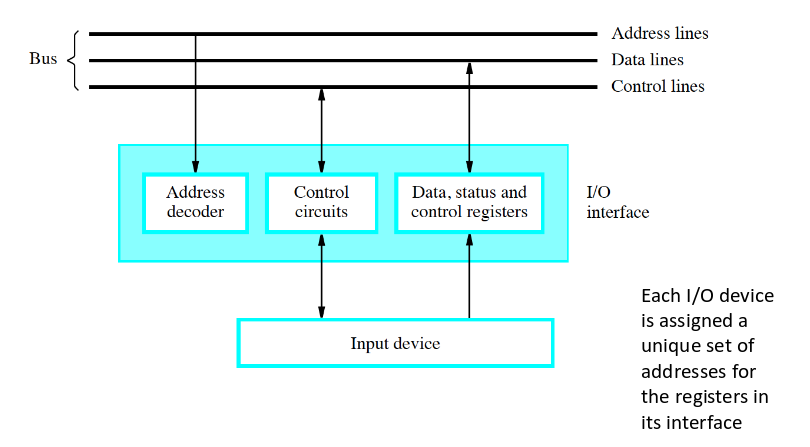 Address lines
Bus
Data lines
Control lines
Address
decoder
Control
circuits
Data, status and
control registers
I/O
interface
Input device
Each I/O device
is assigned a
unique set of
addresses for
the registers in
its interface